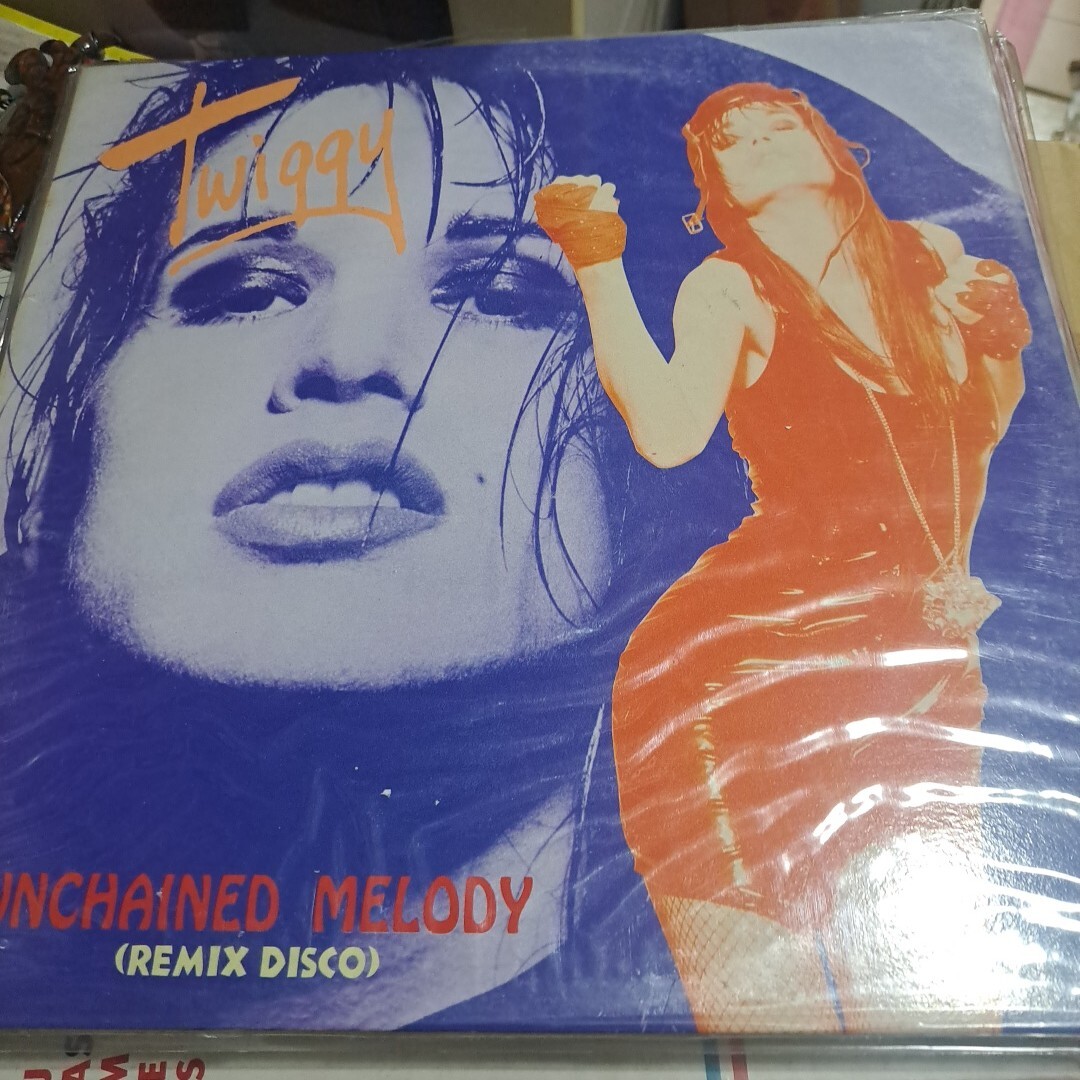 Twiggy
UNCHAINED MELODY
(REMIX DISCO)